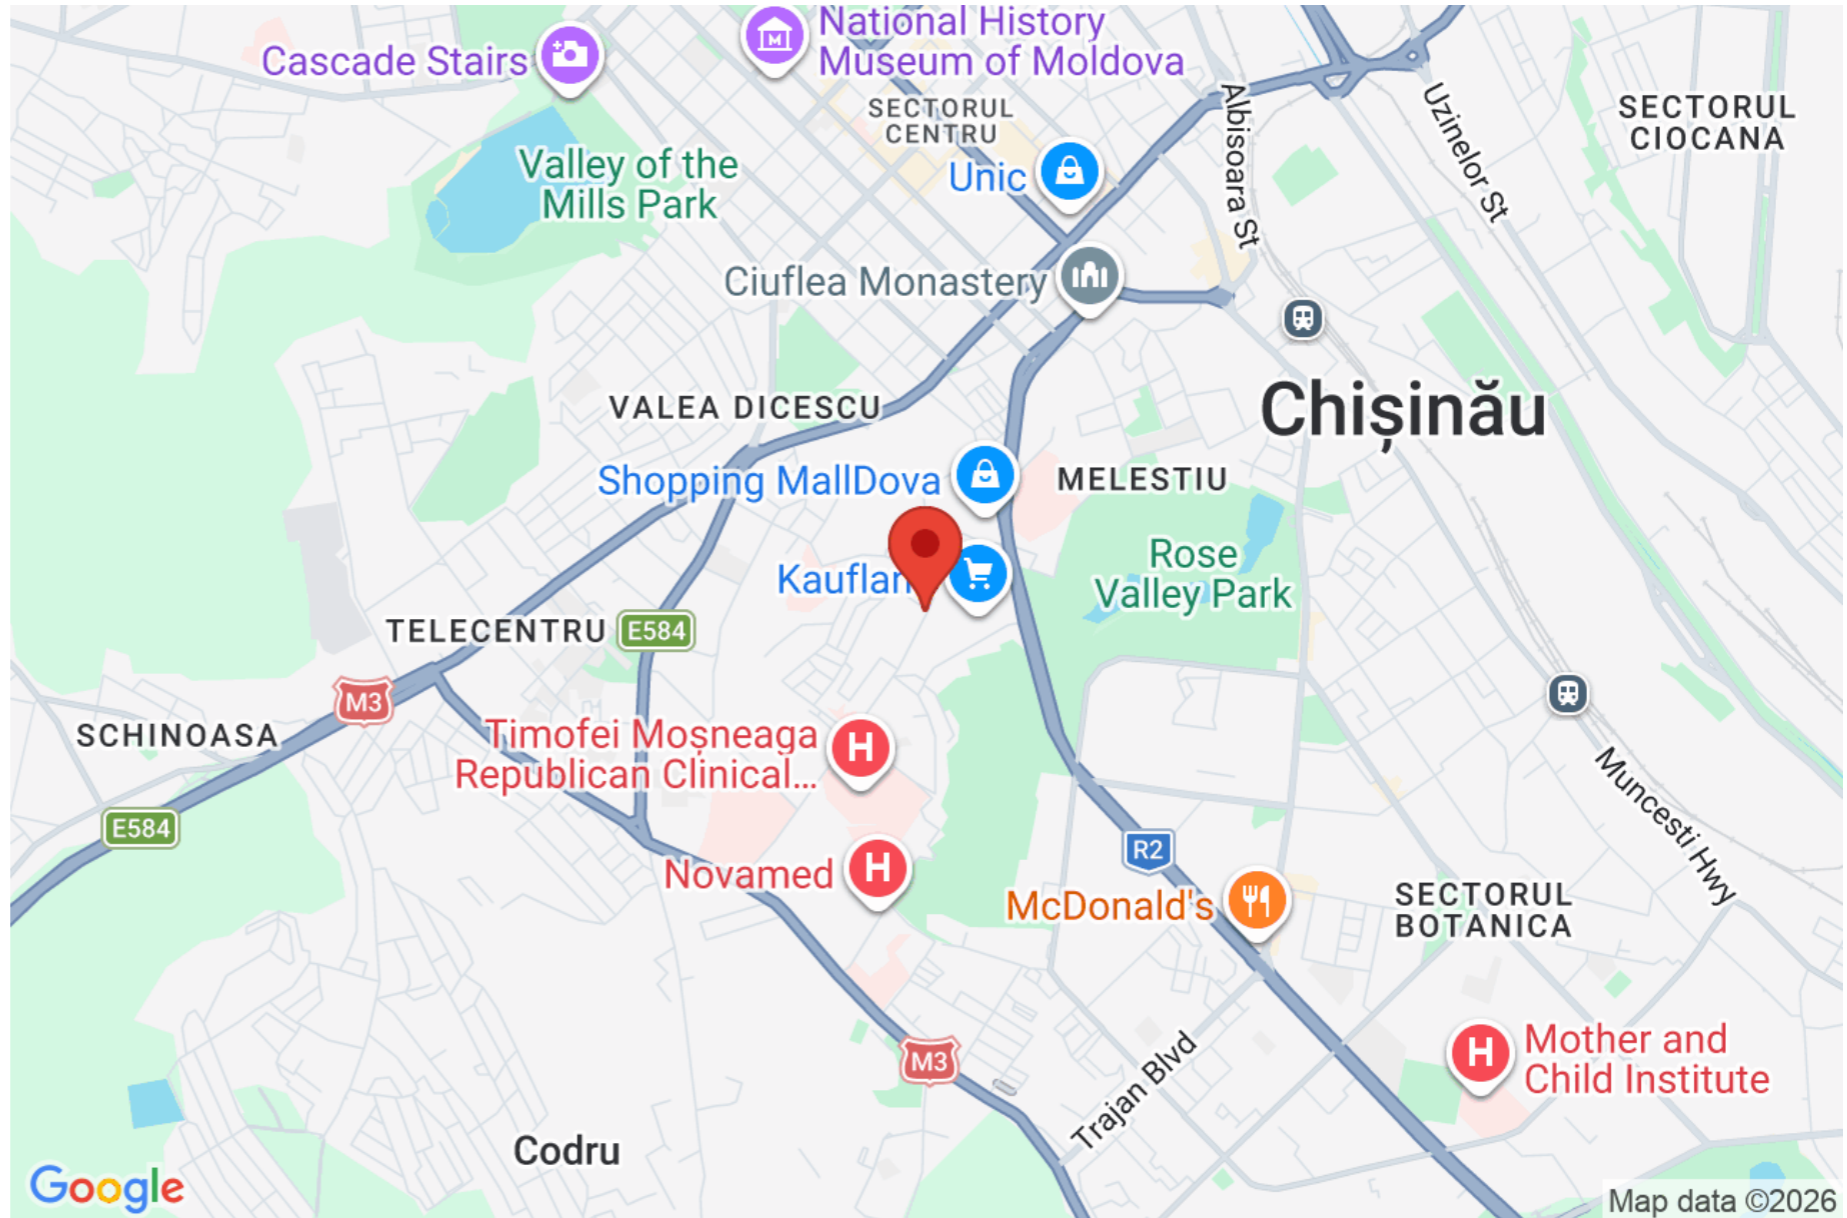 National History
Museum of Moldova
Cascade Stairs
SECTORUL
CENTRU
SECTORUL
CIOCANA
Albisoara St
Uzinelor St
Valley of the
Mills Park
Unic
Ciuflea Monastery
Chișinău
VALEA DICESCU
Shopping MallDova
MELESTIU
Rose
Valley Park
Kauflan
TELECENTRU
E584
M3
SCHINOASA
Timofei Moșneaga
Republican Clinical...
E584
Muncesti Hwy
R2
Novamed
McDonald's
SECTORUL
BOTANICA
Mother and
Child Institute
M3
Trajan Blvd
Codru
Google
Map data ©2026